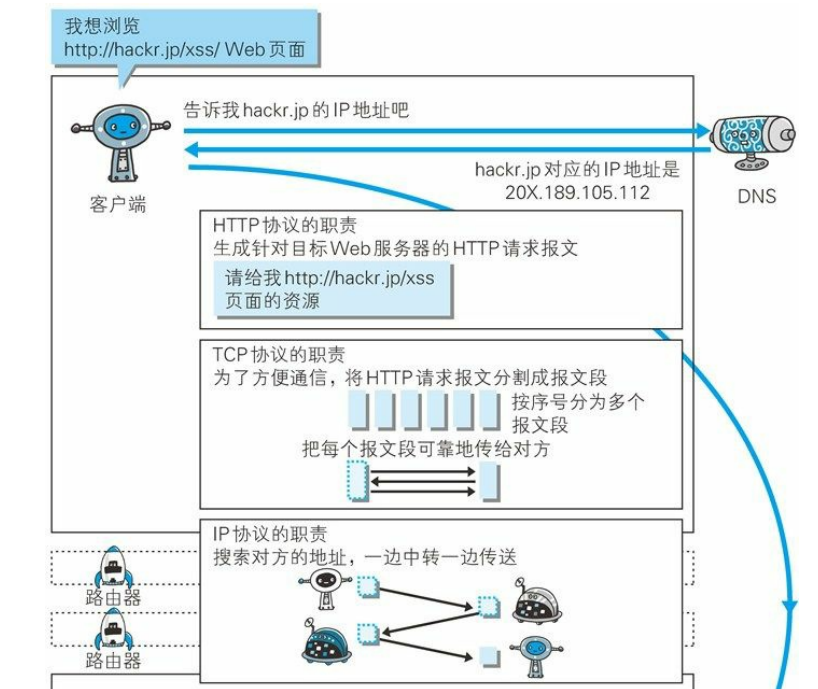 我想浏览
http://hackr.jp/xss/ Web页面
告诉我hackr.jp的IP地址吧
hackr.jp对应的IP地址是
20X.189.105.112
客户端
DNS
HTTP协议的职责
生成针对目标Web服务器的HTTP请求报文
请给我http://hackr.jp/xss
页面的资源
TCP协议的职责
为了方便通信，将HTTP请求报文分割成报文段
按序号分为多个
报文段
把每个报文段可靠地传给对方
IP协议的职责
搜索对方的地址，一边中转一边传送
路由器
路由器